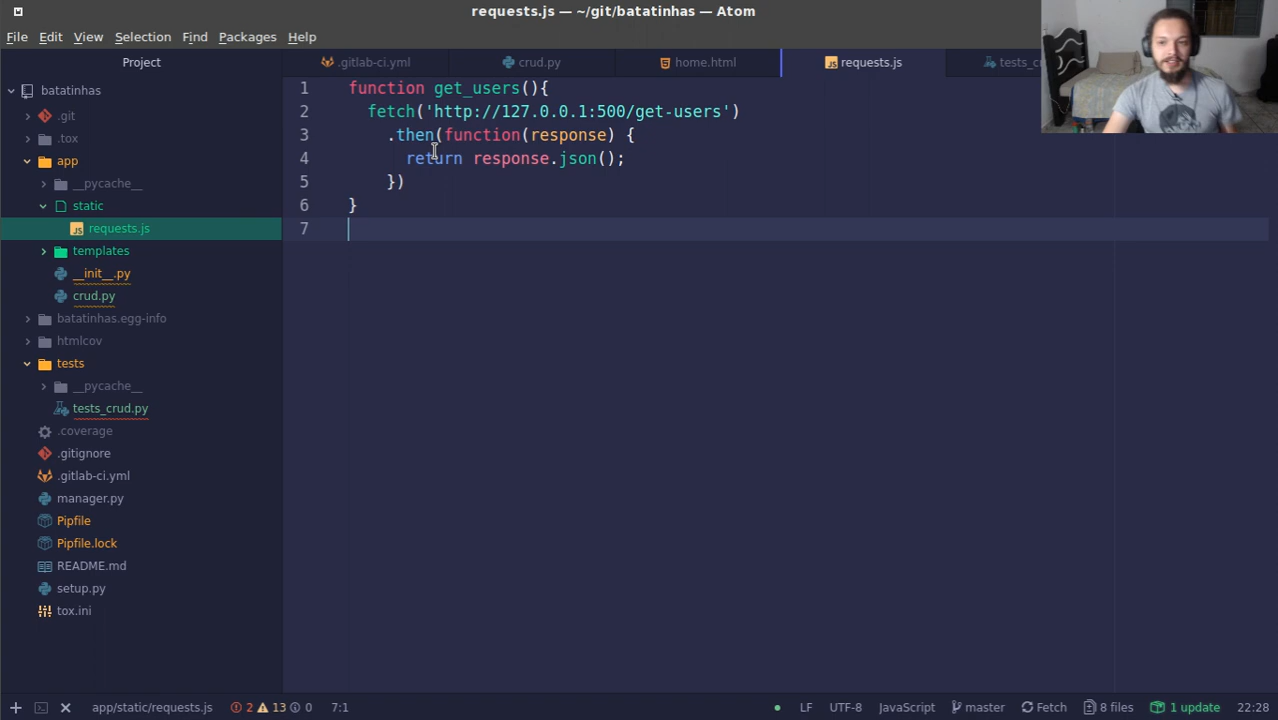 requests.js — ~/git/batatinhas — Atom
File Edit View Selection Find Packages Help
Project
.gitlab-ci.yml
crud.py
home.html
requests.js
tests_c
batatinhas
.git
.tox
app
__pycache__
static
requests.js
templates
__init__.py
crud.py
batatinhas.egg-info
htmlcov
tests
__pycache__
tests_crud.py
.coverage
.gitignore
.gitlab-ci.yml
manager.py
Pipfile
Pipfile.lock
README.md
setup.py
tox.ini
1 function get_users(){
2 fetch('http://127.0.0.1:500/get-users')
3 .then(function(response) {
4 return response.json();
5 })
6 }
7
app/static/requests.js 2 13 0 7:1 LF UTF-8 JavaScript master Fetch 8 files 1 update 22:28